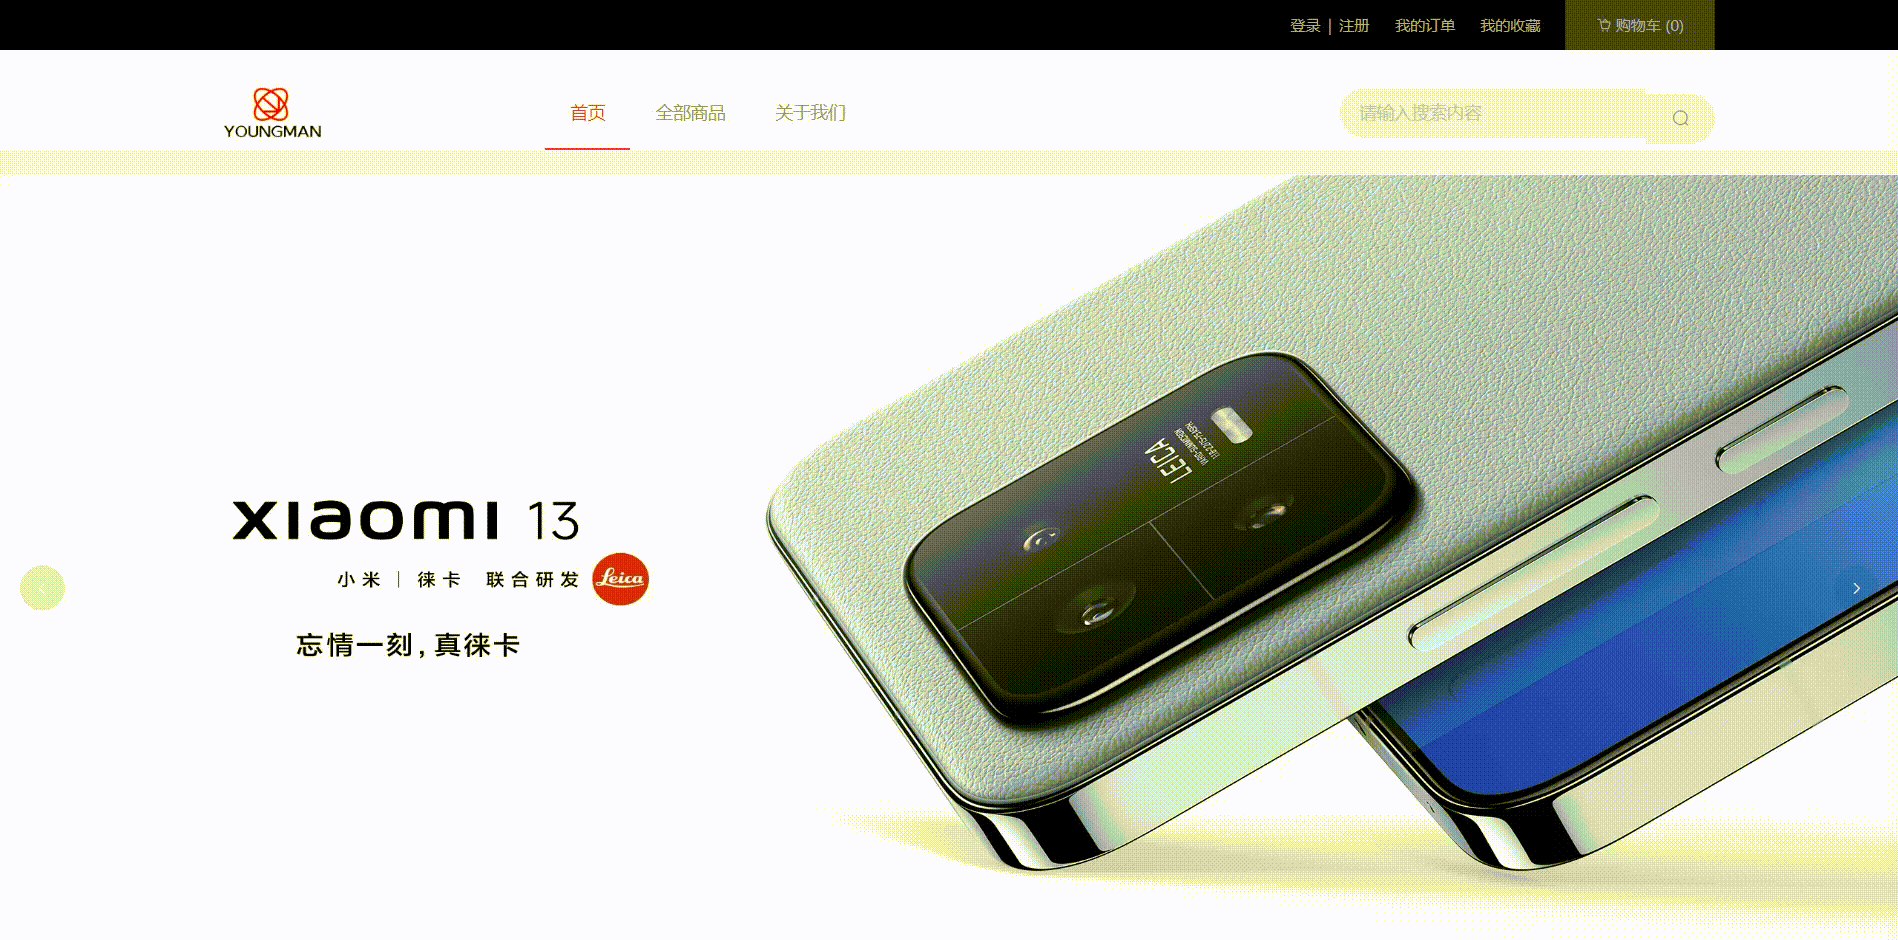 登录 | 注册 我的订单 我的收藏 购物车 (0)
YOUNGMAN
首页 全部商品 关于我们
请输入搜索内容
LEICA
xiaomi 13
小米 | 徕卡 联合研发 Leica
忘情一刻,真徕卡